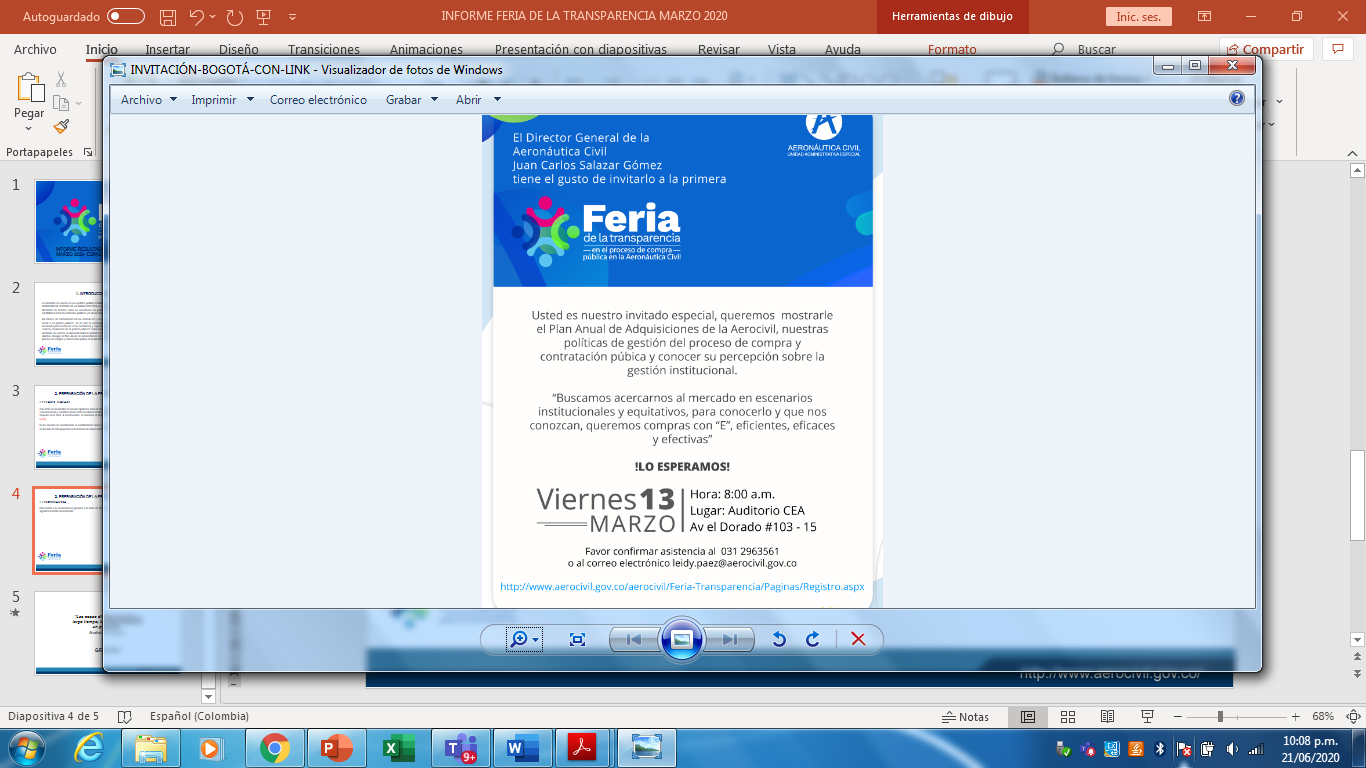 Autoguardado
INFORME FERIA DE LA TRANSPARENCIA MARZO 2020
Herramientas de dibujo
Inic. ses.
Archivo Inicio Insertar Diseño Transiciones Animaciones Presentación con diapositivas Revisar Vista Ayuda Formato Buscar Compartir
Pegar
Portapapeles
INVITACIÓN-BOGOTÁ-CON-LINK - Visualizador de fotos de Windows
Archivo Imprimir Correo electrónico Grabar Abrir
El Director General de la
Aeronáutica Civil
Juan Carlos Salazar Gómez
tiene el gusto de invitarlo a la primera
AERONÁUTICA CIVIL
UNIDAD ADMINISTRATIVA ESPECIAL
Feria
de la transparencia
en el proceso de compra
pública en la Aeronáutica Civil
Usted es nuestro invitado especial, queremos mostrarle
el Plan Anual de Adquisiciones de la Aerocivil, nuestras
políticas de gestión del proceso de compra y
contratación púbica y conocer su percepción sobre la
gestión institucional.
"Buscamos acercarnos al mercado en escenarios
institucionales y equitativos, para conocerlo y que nos
conozcan, queremos compras con "E", eficientes, eficaces
y efectivas"
!LO ESPERAMOS!
Viernes 13
MARZO
Hora: 8:00 a.m.
Lugar: Auditorio CEA
Av el Dorado #103 - 15
Favor confirmar asistencia al 031 2963561
o al correo electrónico leidy.paez@aerocivil.gov.co
http://www.aerocivil.gov.co/aerocivil/Feria-Transparencia/Paginas/Registro.aspx
1
2
3
4
5
Feria
Feria
Feria
http://www.aerocivil.gov.co/
Diapositiva 4 de 5 Español (Colombia) Notas 68%
9+
10:08 p.m.
21/06/2020